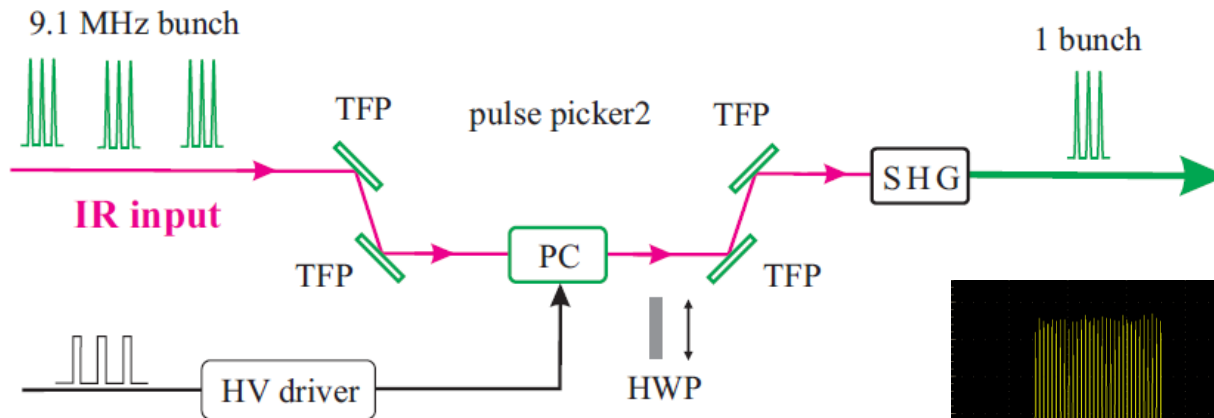 9.1 MHz bunch
1 bunch
TFP
pulse picker2
TFP
SHG
IR input
PC
TFP
TFP
HV driver
HWP